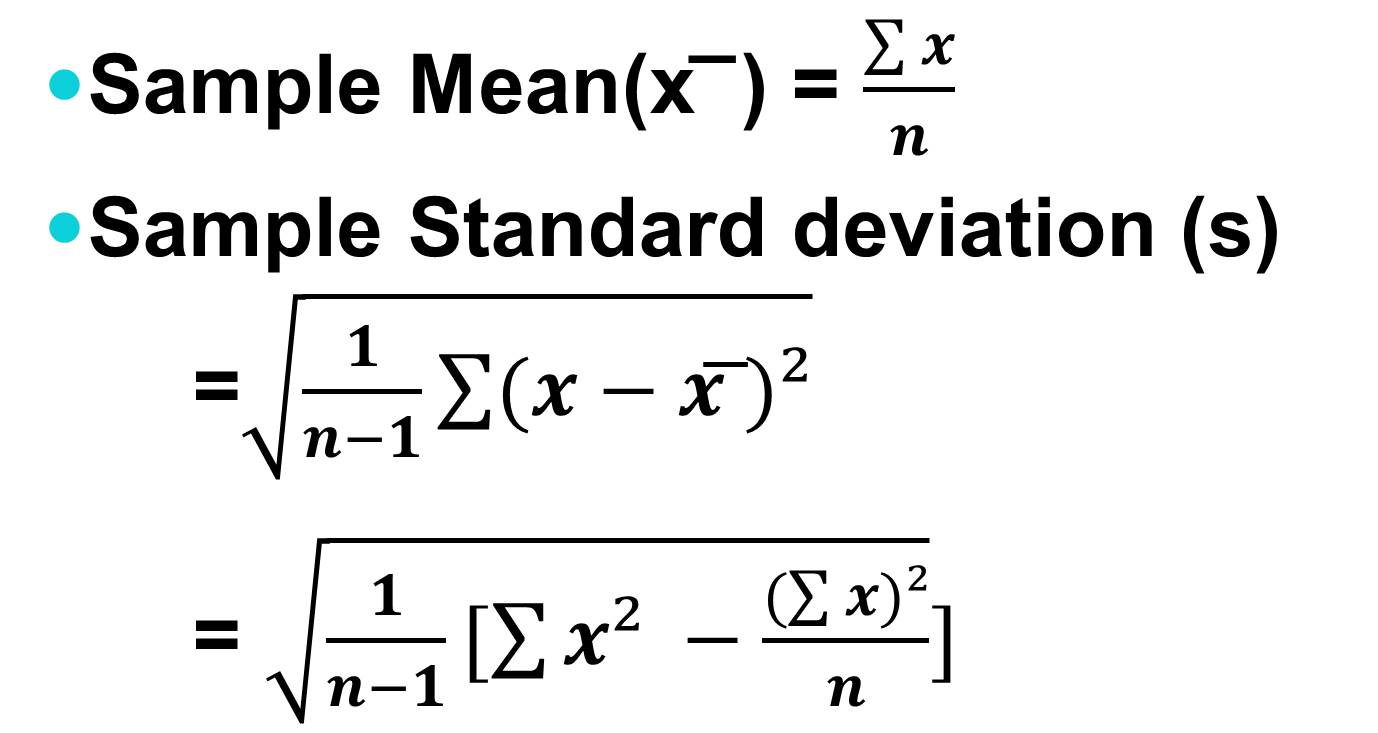 •Sample Mean(x‾) = ∑x/n
•Sample Standard deviation (s)
=√(1/(n−1) ∑(x − x‾)²)
= √(1/(n−1) [∑x² − (∑x)²/n])